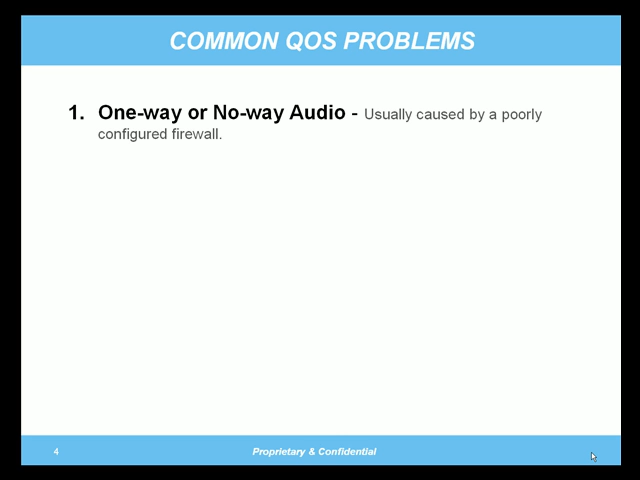 COMMON QOS PROBLEMS
1. One-way or No-way Audio - Usually caused by a poorly
configured firewall.
4 Proprietary & Confidential